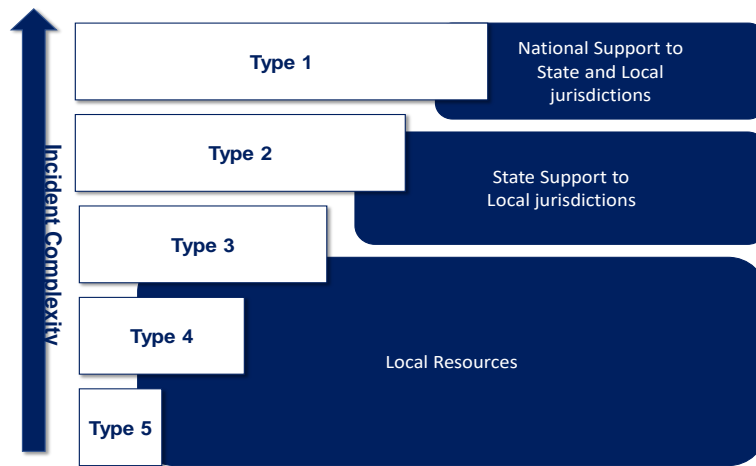 Incident Complexity
Type 1
National Support to
State and Local
jurisdictions
Type 2
State Support to
Local jurisdictions
Type 3
Type 4
Local Resources
Type 5